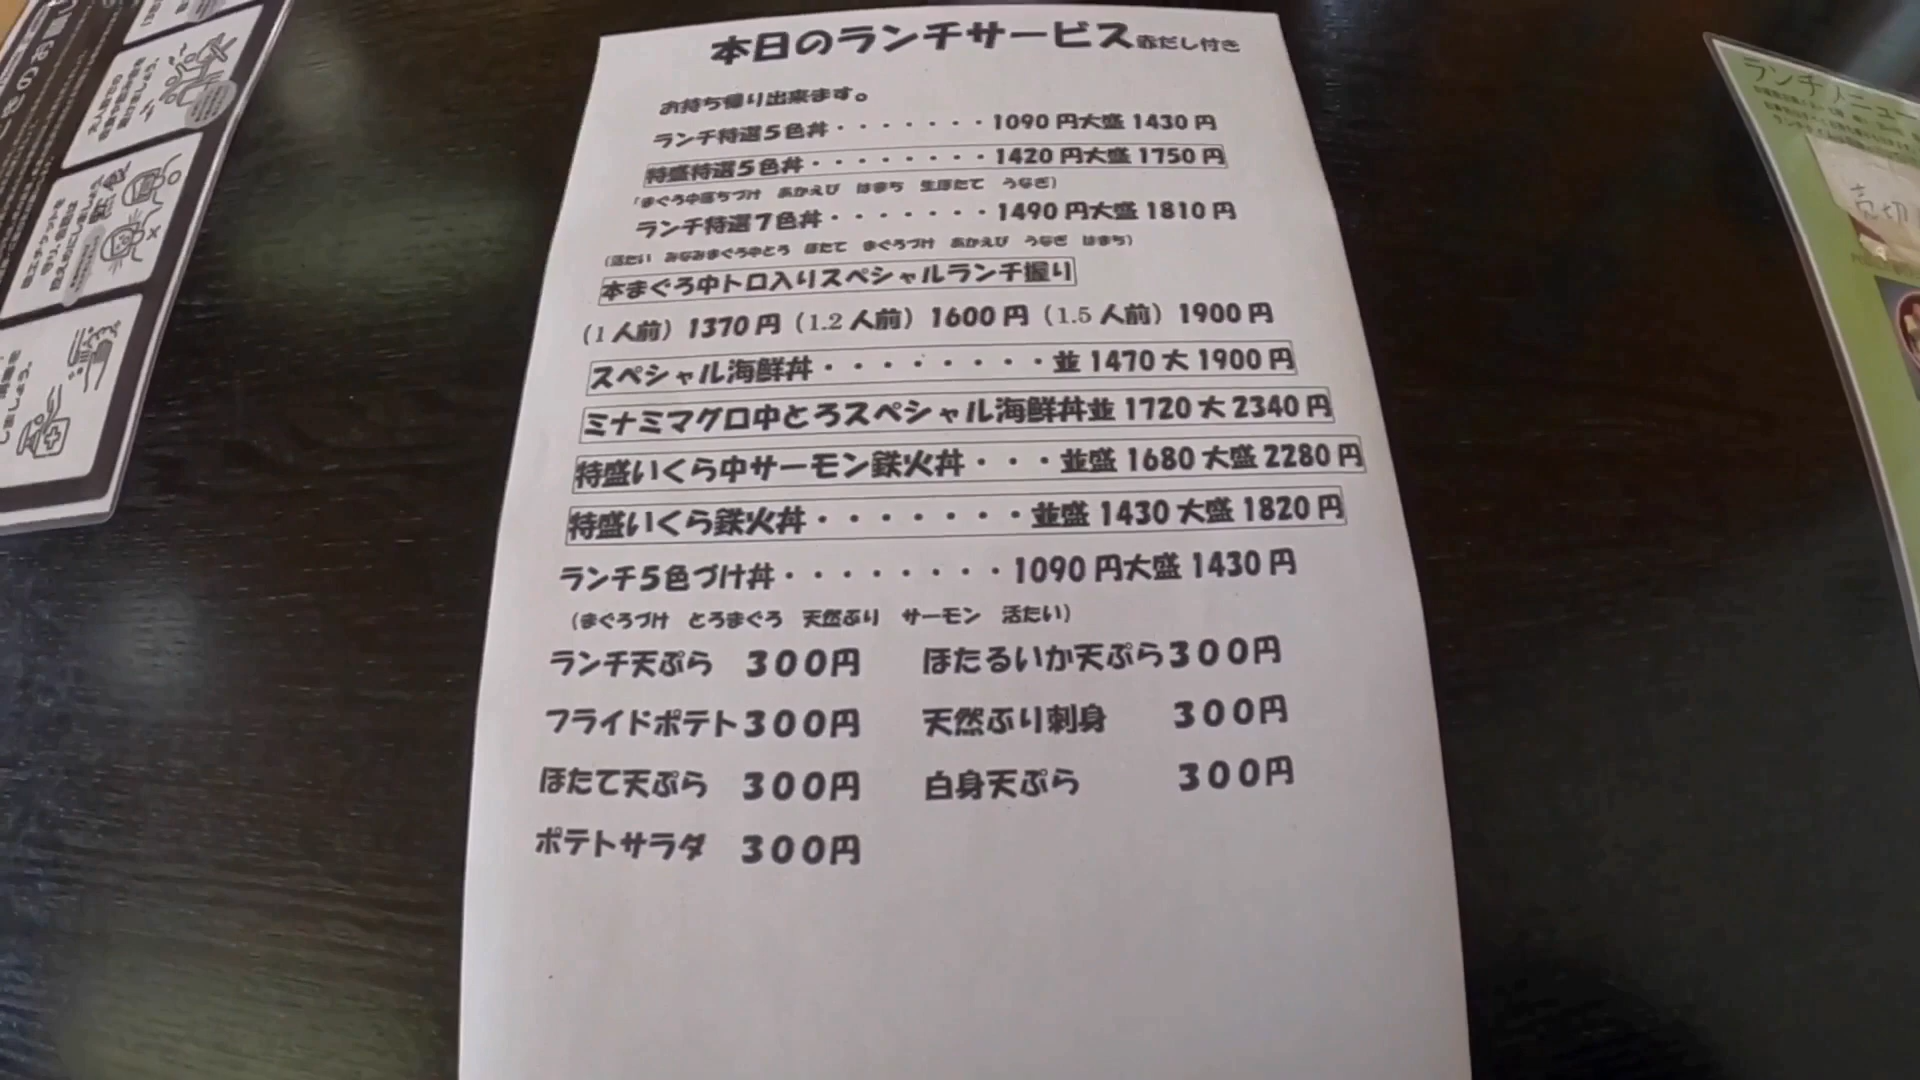 本日のランチサービス赤だし付き
お持ち帰り出来ます。
ランチ特選5色丼・・・・・・・1090円大盛1430円
特盛特選5色丼・・・・・・・・1420円大盛1750円
(まぐろ中落ちづけ あかえび はまち 生ほたて うなぎ)
ランチ特選7色丼・・・・・・・1490円大盛1810円
(活たい みなみまぐろ中とろ ほたて まぐろづけ あかえび うなぎ はまち)
本まぐろ中トロ入りスペシャルランチ握り
(1人前)1370円(1.2人前)1600円(1.5人前)1900円
スペシャル海鮮丼・・・・・・・・並1470大1900円
ミナミマグロ中とろスペシャル海鮮丼並1720大2340円
特盛いくら中サーモン鉄火丼・・・並盛1680大盛2280円
特盛いくら鉄火丼・・・・・・・並盛1430大盛1820円
ランチ5色づけ丼・・・・・・・・1090円大盛1430円
(まぐろづけ とろまぐろ 天然ぶり サーモン 活たい)
ランチ天ぷら 300円 ほたるいか天ぷら300円
フライドポテト300円 天然ぶり刺身 300円
ほたて天ぷら 300円 白身天ぷら 300円
ポテトサラダ 300円
ランチメニュー
売切